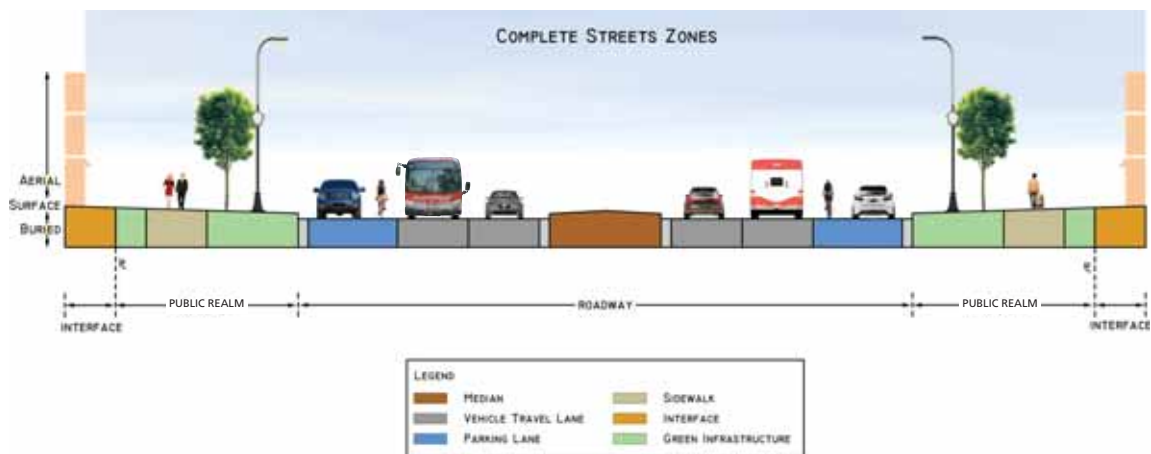 COMPLETE STREETS ZONES
AERIAL
SURFACE
BURIED
PUBLIC REALM
ROADWAY
PUBLIC REALM
INTERFACE
INTERFACE
LEGEND
MEDIAN
SIDEWALK
VEHICLE TRAVEL LANE
INTERFACE
PARKING LANE
GREEN INFRASTRUCTURE